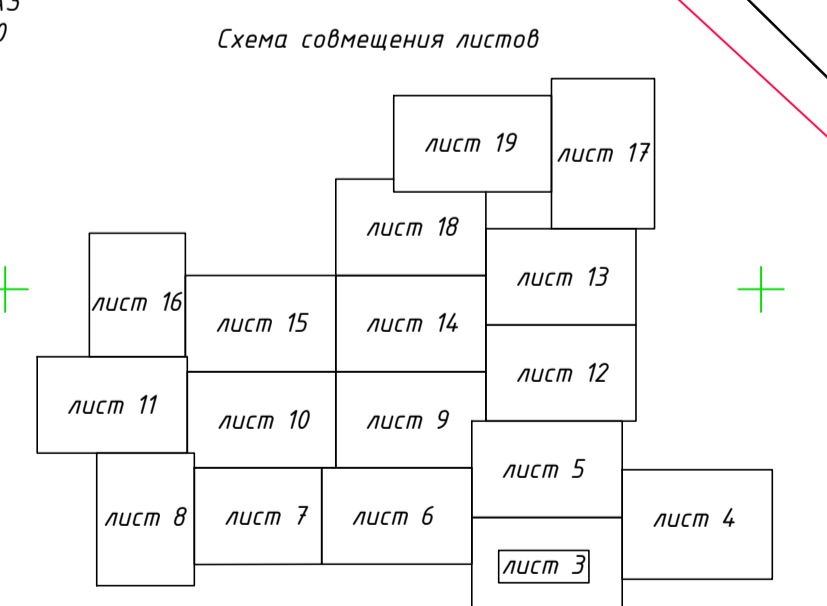 Схема совмещения листов
лист 19
лист 17
лист 18
лист 13
лист 16
лист 15
лист 14
лист 12
лист 11
лист 10
лист 9
лист 5
лист 8
лист 7
лист 6
лист 4
лист 3